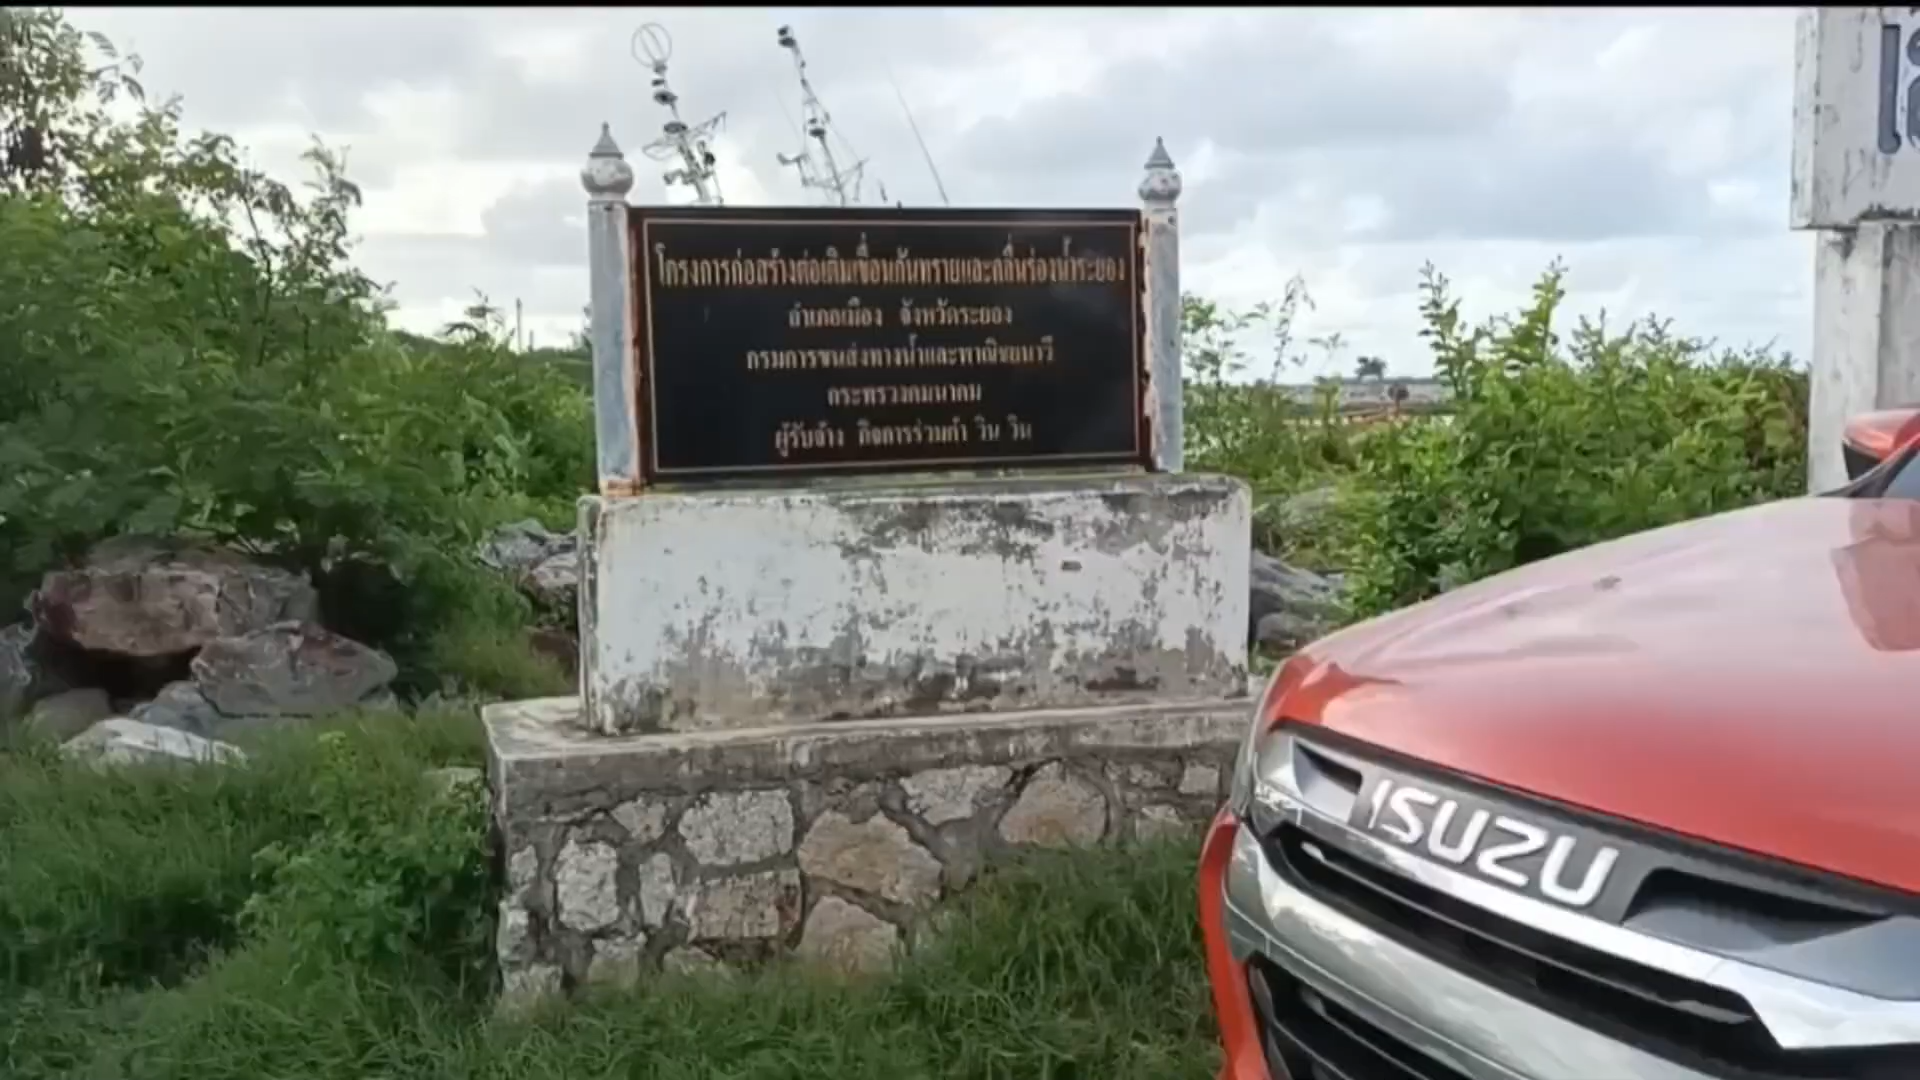 โครงการก่อสร้างต่อเติมเขื่อนกันทรายและคลื่นร่องน้ำระยอง
อำเภอเมือง จังหวัดระยอง
กรมการขนส่งทางน้ำและพาณิชยนาวี
กระทรวงคมนาคม
ผู้รับจ้าง กิจการร่วมค้า วิน วิน
ISUZU